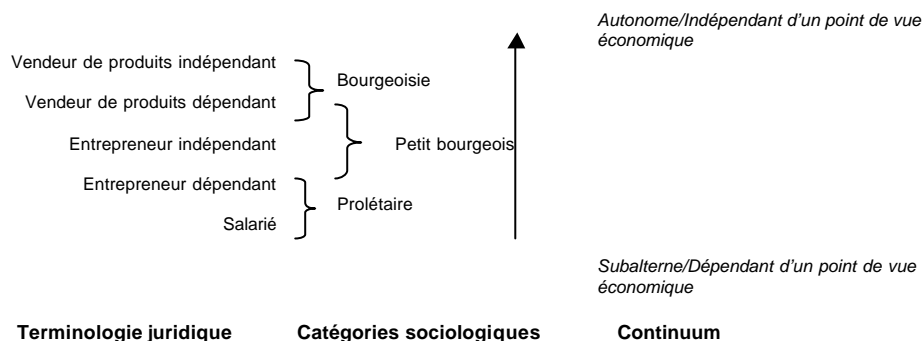 Autonome/Indépendant d'un point de vue
économique
Vendeur de produits indépendant
Bourgeoisie
Vendeur de produits dépendant
Entrepreneur indépendant
Petit bourgeois
Entrepreneur dépendant
Prolétaire
Salarié
Subalterne/Dépendant d'un point de vue
économique
Terminologie juridique
Catégories sociologiques
Continuum